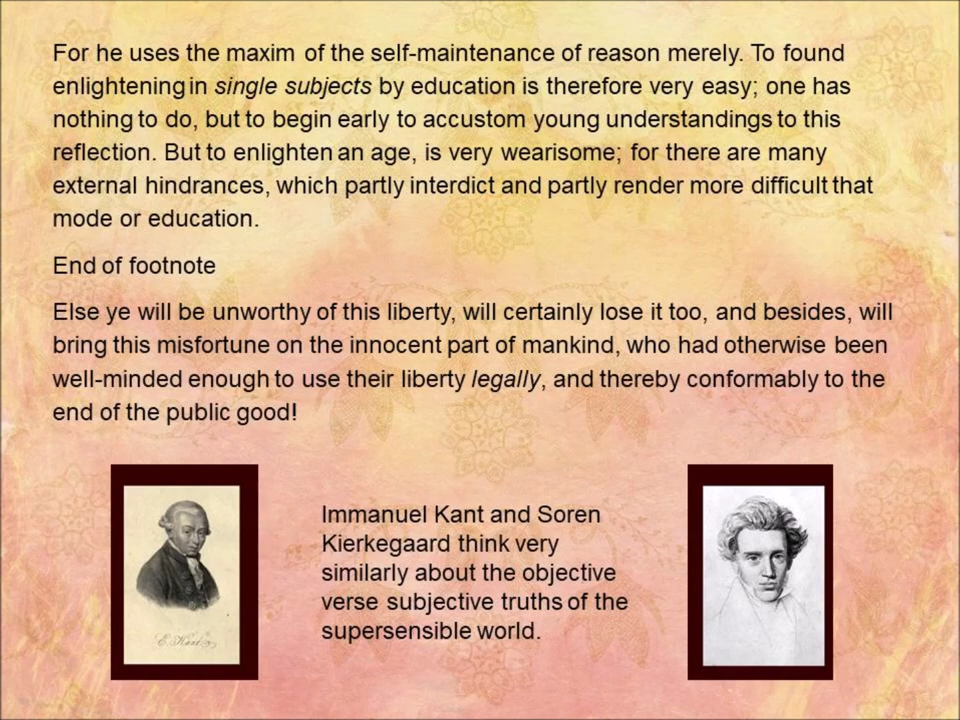 For he uses the maxim of the self-maintenance of reason merely. To found
enlightening in single subjects by education is therefore very easy; one has
nothing to do, but to begin early to accustom young understandings to this
reflection. But to enlighten an age, is very wearisome; for there are many
external hindrances, which partly interdict and partly render more difficult that
mode or education.
End of footnote
Else ye will be unworthy of this liberty, will certainly lose it too, and besides, will
bring this misfortune on the innocent part of mankind, who had otherwise been
well-minded enough to use their liberty legally, and thereby conformably to the
end of the public good!
Immanuel Kant and Soren
Kierkegaard think very
similarly about the objective
verse subjective truths of the
supersensible world.